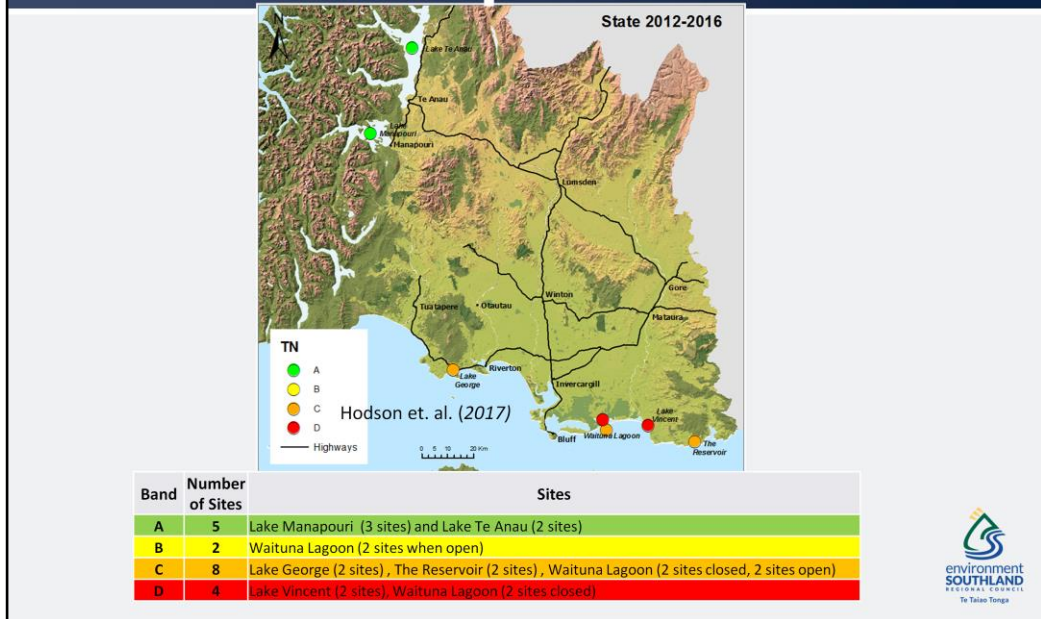 State 2012-2016
N
Lake Te Anau
Te Anau
Lake
Manapouri
Manapouri
Lumsden
Gore
Winton
Mataura
Tuatapere
Otautau
TN
A
B
C
D
Highways
Lake
George
Riverton
Invercargill
Hodson et. al. (2017)
0 5 10 20 Km
Bluff
Waituna Lagoon
Lake
Vincent
The
Reservoir
Band Number of Sites Sites
A 5 Lake Manapouri (3 sites) and Lake Te Anau (2 sites)
B 2 Waituna Lagoon (2 sites when open)
C 8 Lake George (2 sites) , The Reservoir (2 sites) , Waituna Lagoon (2 sites closed, 2 sites open)
D 4 Lake Vincent (2 sites), Waituna Lagoon (2 sites closed)
environment
SOUTHLAND
REGIONAL COUNCIL
Te Taiao Tonga